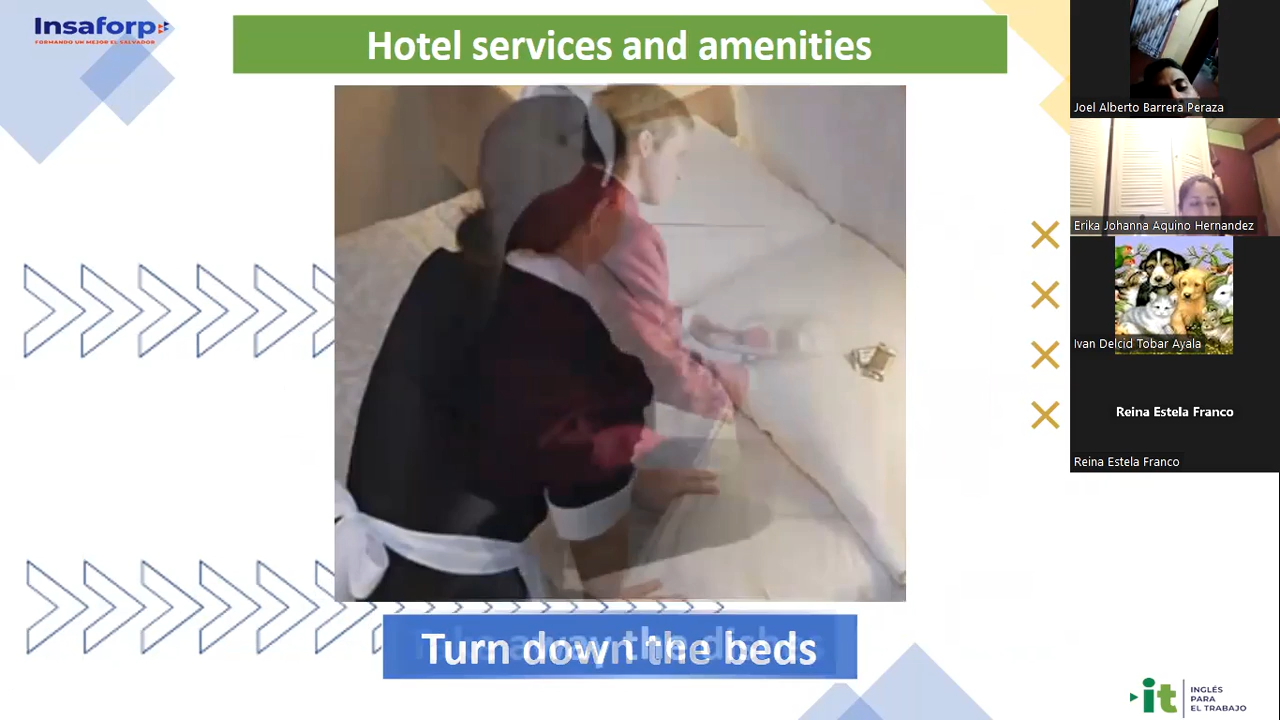 Insaforp
FORMANDO UN MEJOR EL SALVADOR
Hotel services and amenities
Joel Alberto Barrera Peraza
Erika Johanna Aquino Hernandez
Ivan Delcid Tobar Ayala
Reina Estela Franco
Reina Estela Franco
Turn down the beds
it
INGLÉS
PARA
EL TRABAJO